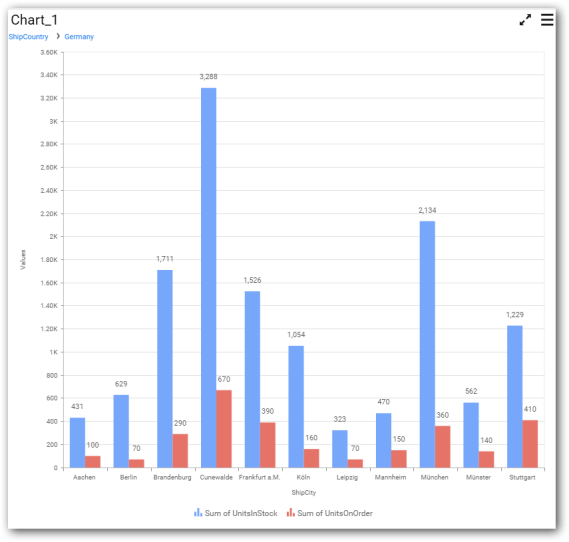 Chart_1
ShipCountry > Germany
3.60K
3.40K
3.20K
3K
2.80K
2.60K
2.40K
2.20K
2K
1.80K
1.60K
1.40K
1.20K
1K
800
600
400
200
0
Values
431 100
629 70
1,711 290
3,288 670
1,526 390
1,054 160
323 70
470 150
2,134 360
562 140
1,229 410
Aachen Berlin Brandenburg Cunewalde Frankfurt a.M. Köln Leipzig Mannheim München Münster Stuttgart
ShipCity
Sum of UnitsInStock Sum of UnitsOnOrder